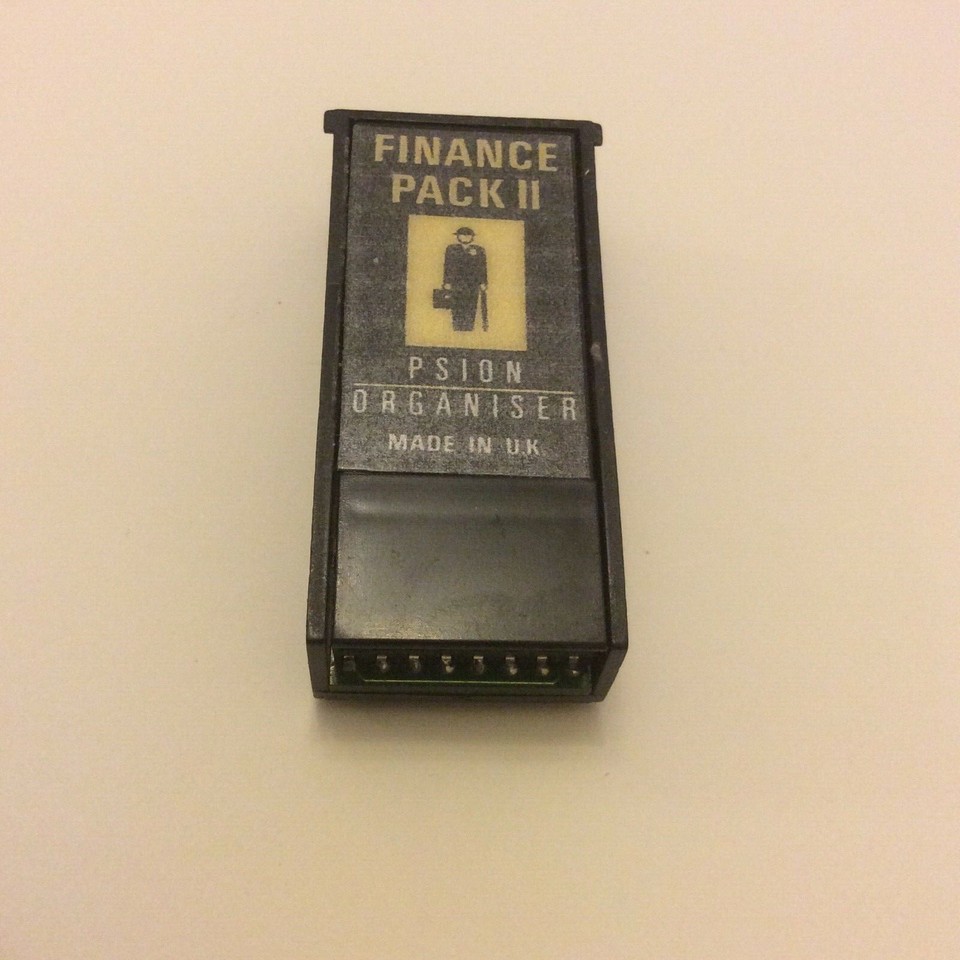 FINANCE
PACK II
PSION
ORGANISER
MADE IN U.K